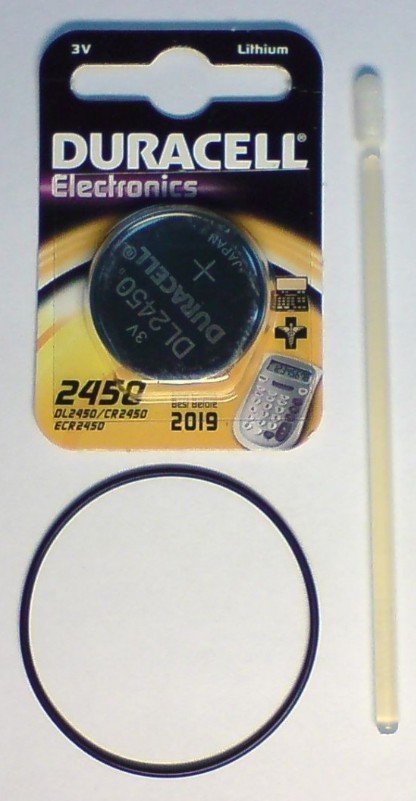 3V Lithium
DURACELL®
Electronics
JAPAN
+
DURACELL®
DL2450
3V
2450
DL2450/CR2450
ECR2450
Best Before
2019